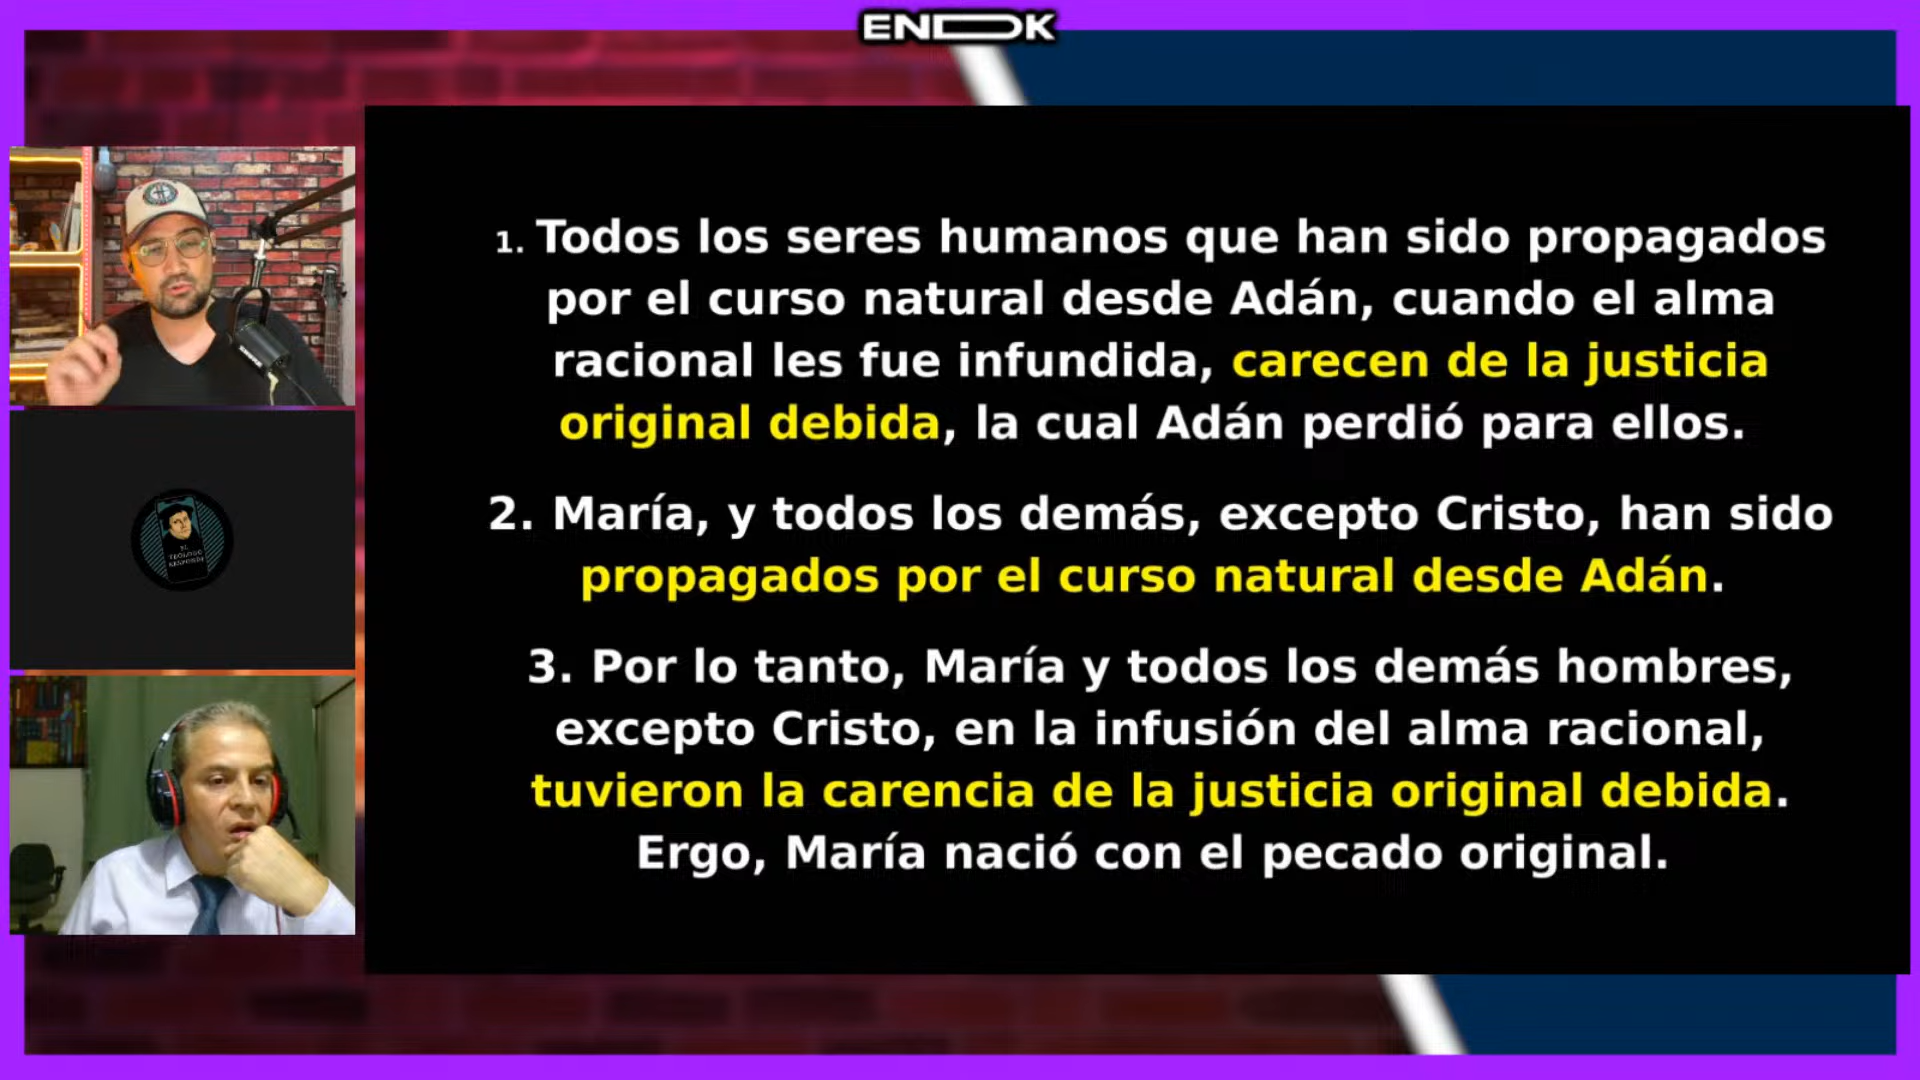 ENDK
1. Todos los seres humanos que han sido propagados
por el curso natural desde Adán, cuando el alma
racional les fue infundida, carecen de la justicia
original debida, la cual Adán perdió para ellos.
2. María, y todos los demás, excepto Cristo, han sido
propagados por el curso natural desde Adán.
3. Por lo tanto, María y todos los demás hombres,
excepto Cristo, en la infusión del alma racional,
tuvieron la carencia de la justicia original debida.
Ergo, María nació con el pecado original.